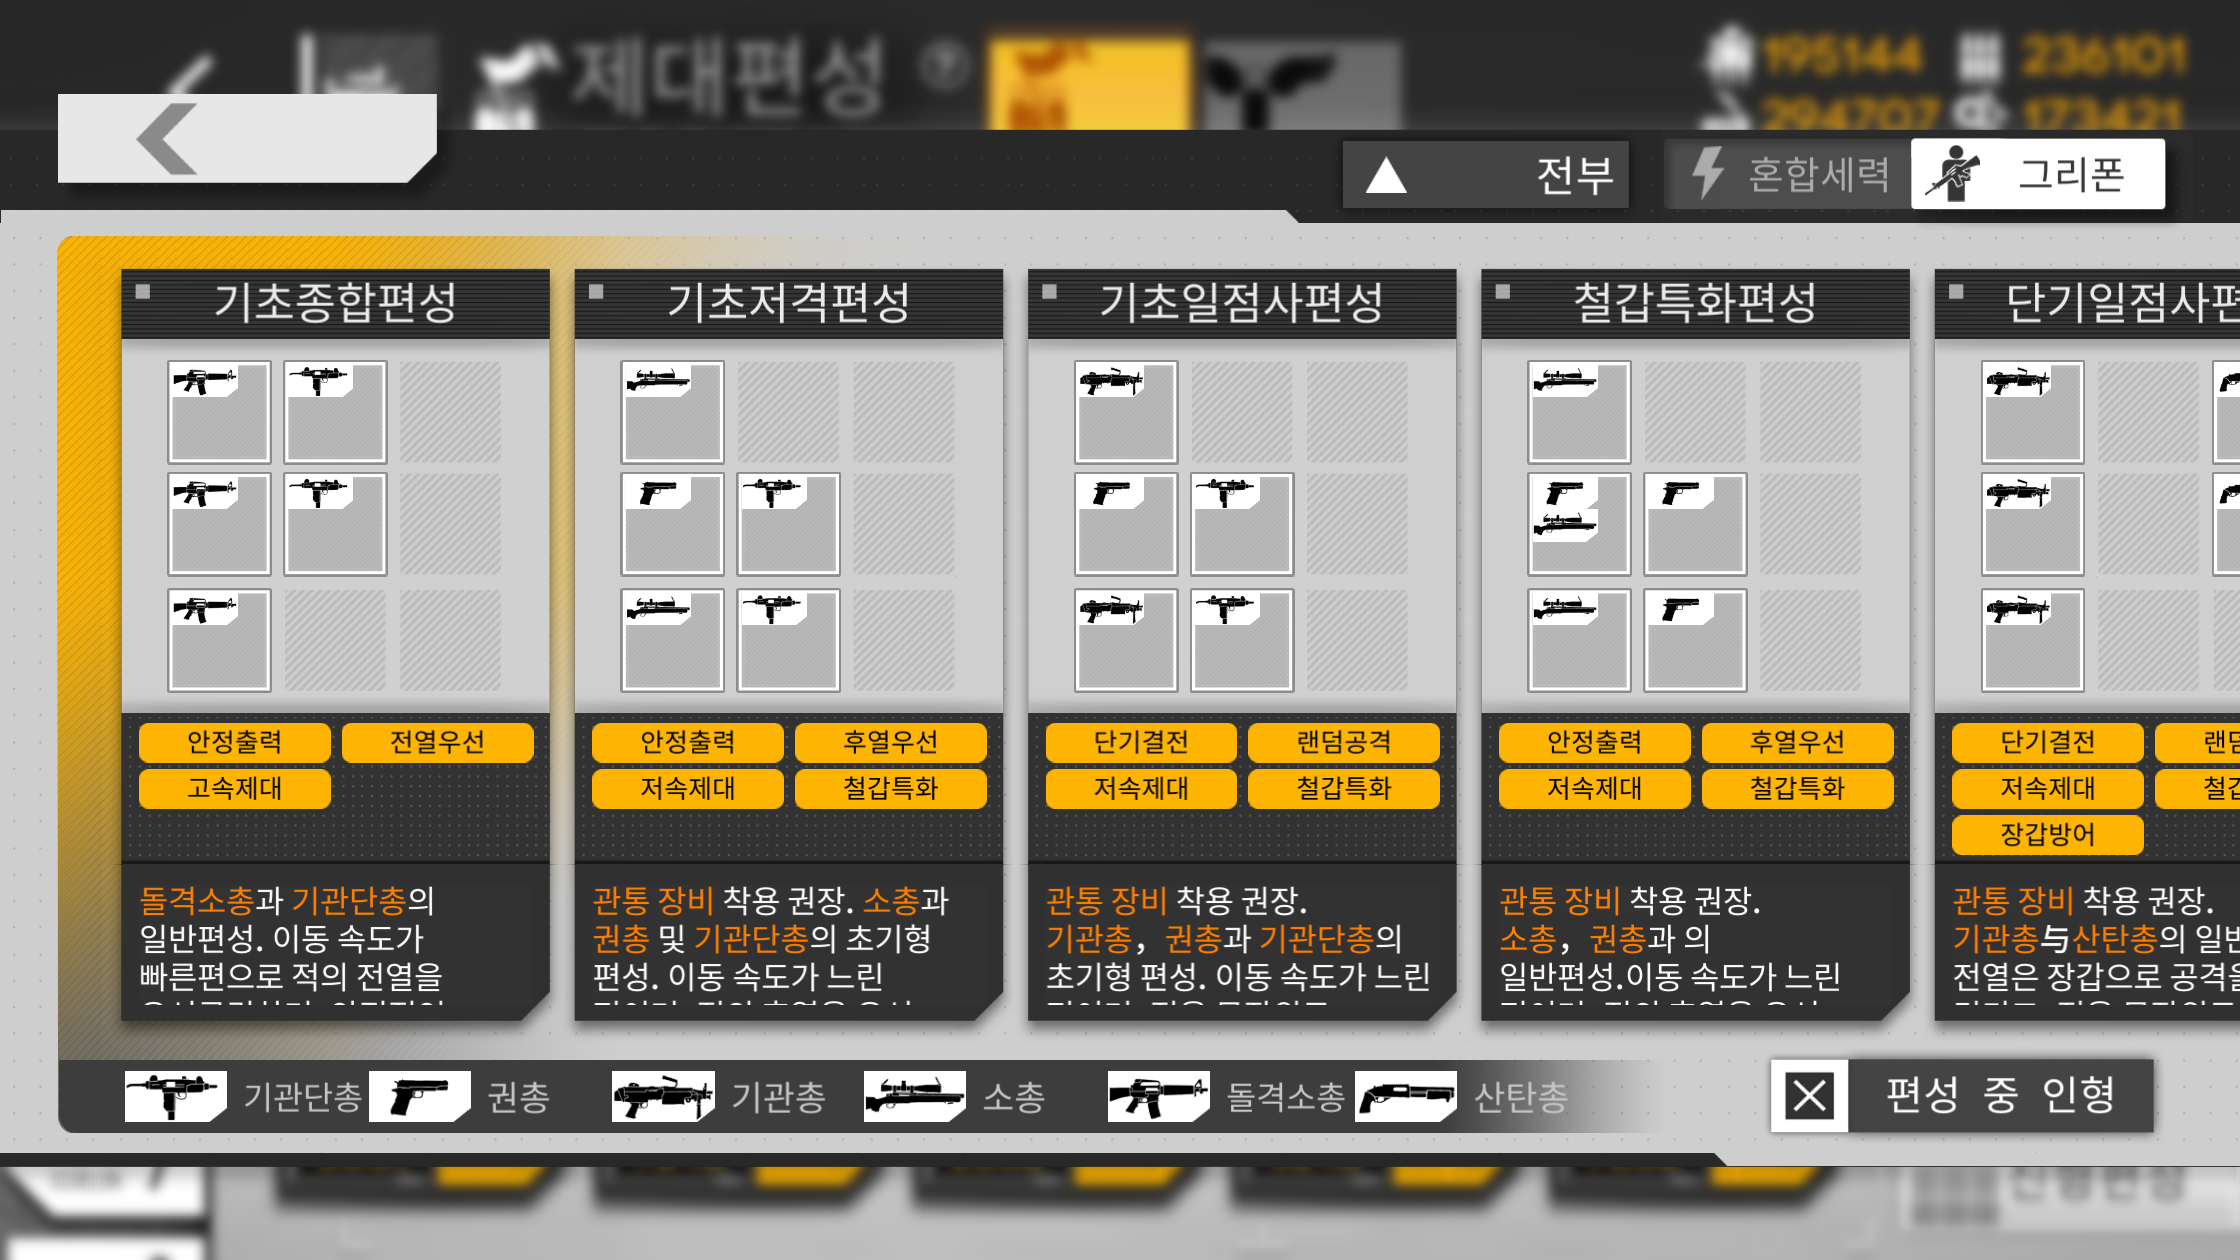 제대편성
?
195144
236101
294707
173421
전부
혼합세력
그리폰
기초종합편성
안정출력
전열우선
고속제대
돌격소총과 기관단총의
일반편성. 이동 속도가
빠른편으로 적의 전열을
기초저격편성
안정출력
후열우선
저속제대
철갑특화
관통 장비 착용 권장. 소총과
권총 및 기관단총의 초기형
편성. 이동 속도가 느린
기초일점사편성
단기결전
랜덤공격
저속제대
철갑특화
관통 장비 착용 권장.
기관총, 권총과 기관단총의
초기형 편성. 이동 속도가 느린
철갑특화편성
안정출력
후열우선
저속제대
철갑특화
관통 장비 착용 권장.
소총, 권총과 의
일반편성.이동 속도가 느린
단기일점사편
단기결전
저속제대
장갑방어
관통 장비 착용 권장.
기관총与산탄총의 일반
전열은 장갑으로 공격을
기관단총
권총
기관총
소총
돌격소총
산탄총
편성 중 인형